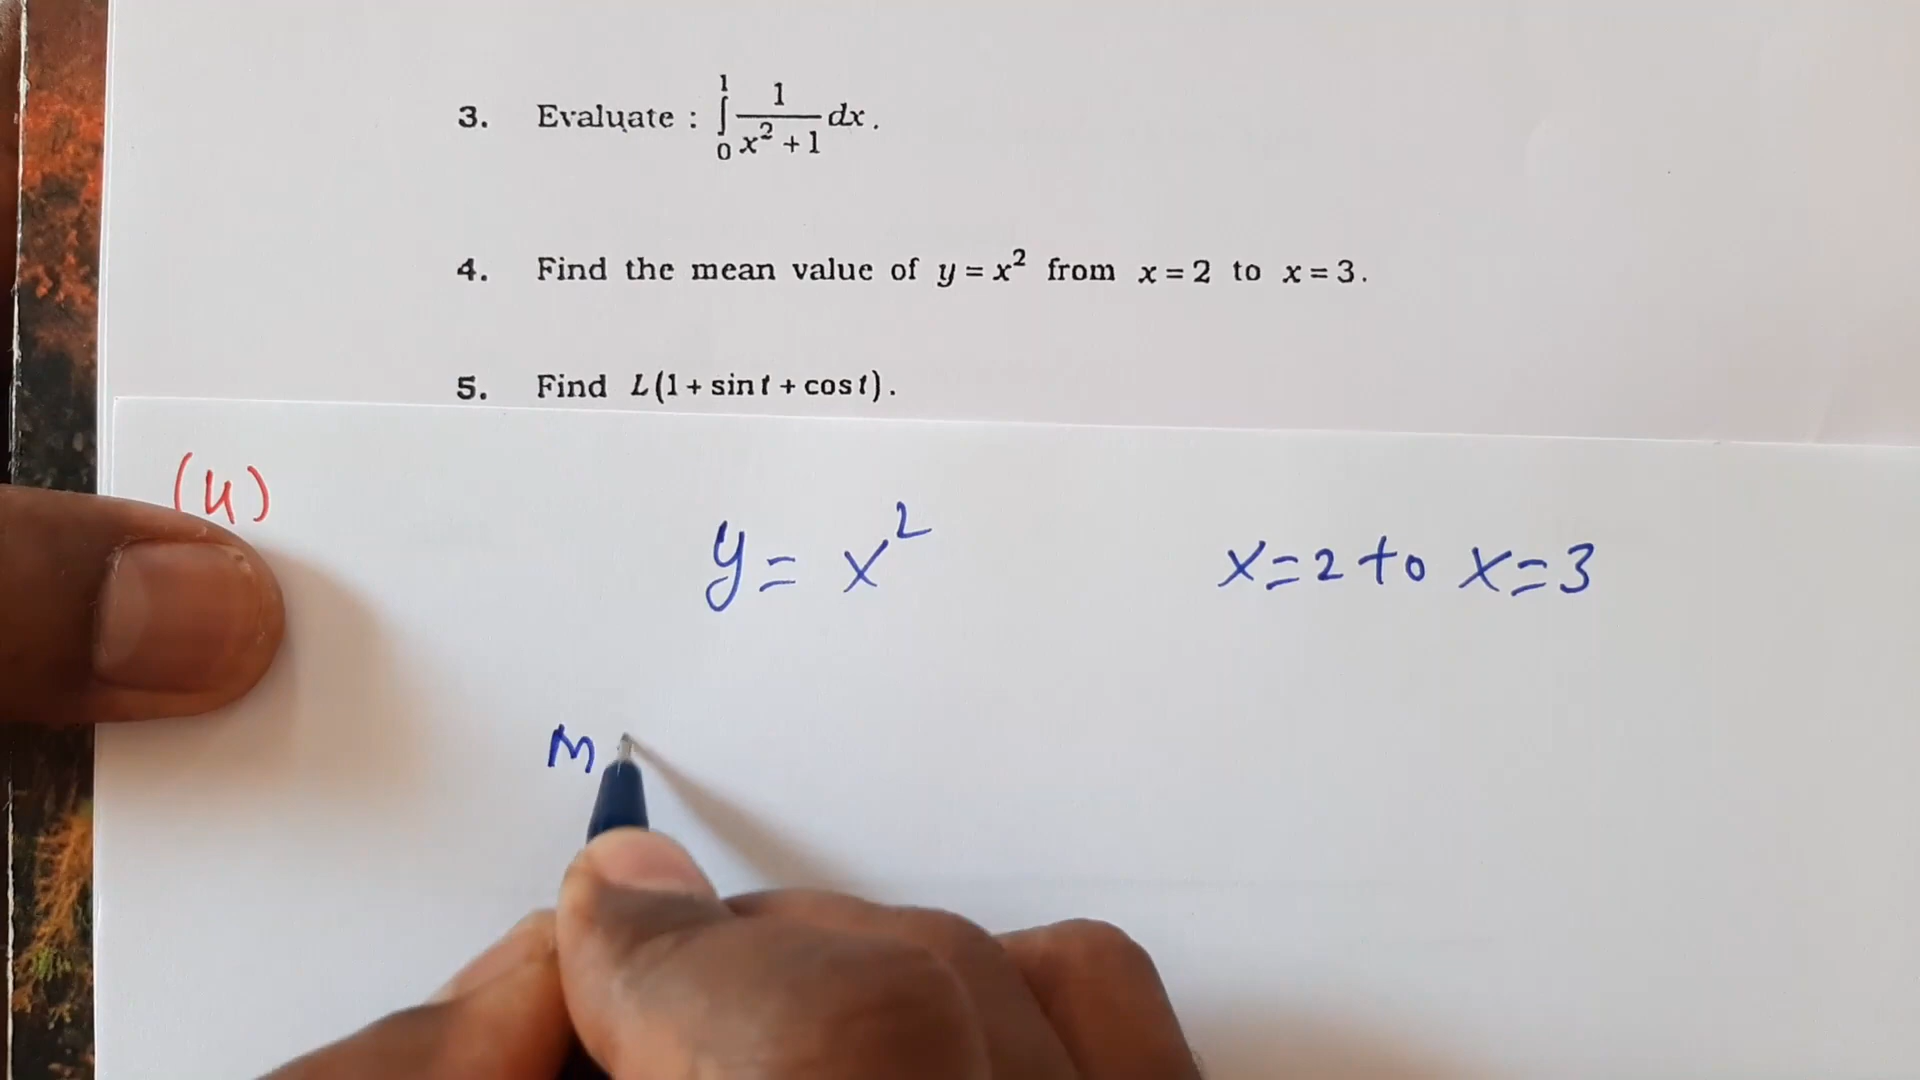 3. Evaluate : ∫₀¹ 1/(x² + 1) dx.
4. Find the mean value of y = x² from x = 2 to x = 3.
5. Find L(1 + sin t + cos t).
(4)
y = x² x = 2 to x = 3
M